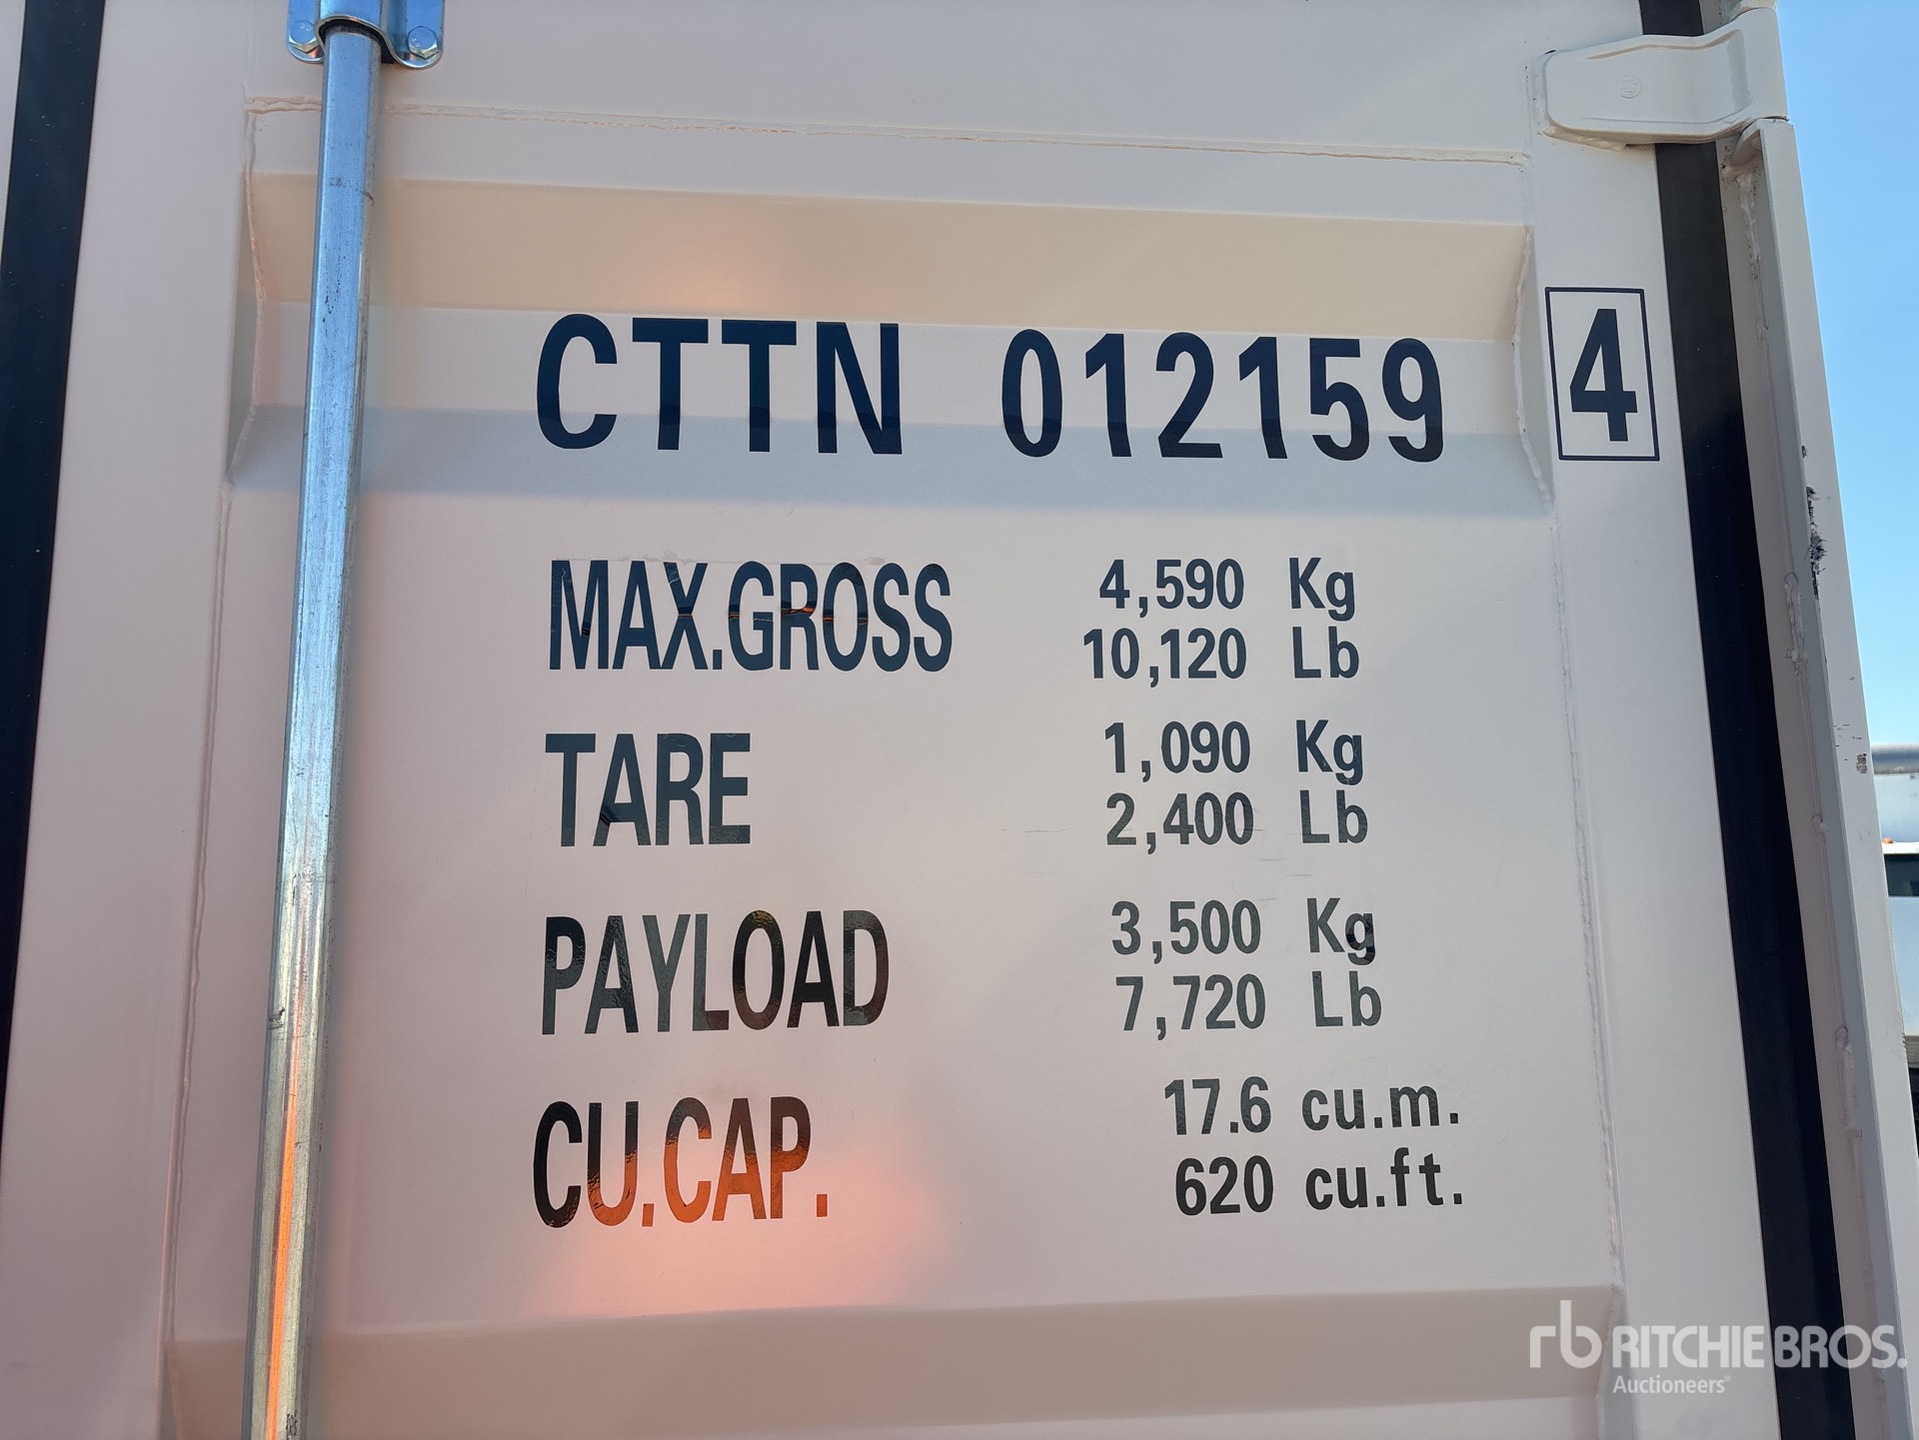 CTTN 012159 4
MAX.GROSS 4,590 Kg
10,120 Lb
TARE 1,090 Kg
2,400 Lb
PAYLOAD 3,500 Kg
7,720 Lb
CU.CAP. 17.6 cu.m.
620 cu.ft.
rb RITCHIE BROS.
Auctioneers